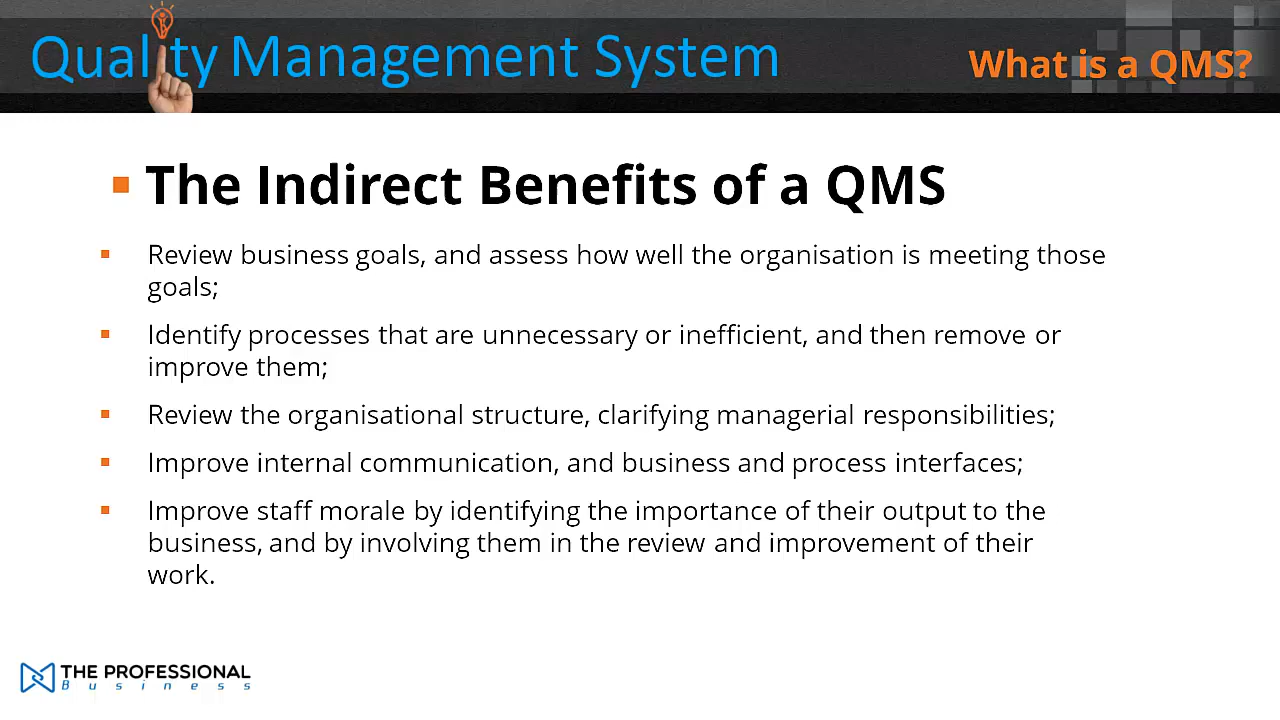 Quality Management System
What is a QMS?
The Indirect Benefits of a QMS
Review business goals, and assess how well the organisation is meeting those
goals;
Identify processes that are unnecessary or inefficient, and then remove or
improve them;
Review the organisational structure, clarifying managerial responsibilities;
Improve internal communication, and business and process interfaces;
Improve staff morale by identifying the importance of their output to the
business, and by involving them in the review and improvement of their
work.
THE PROFESSIONAL
Business